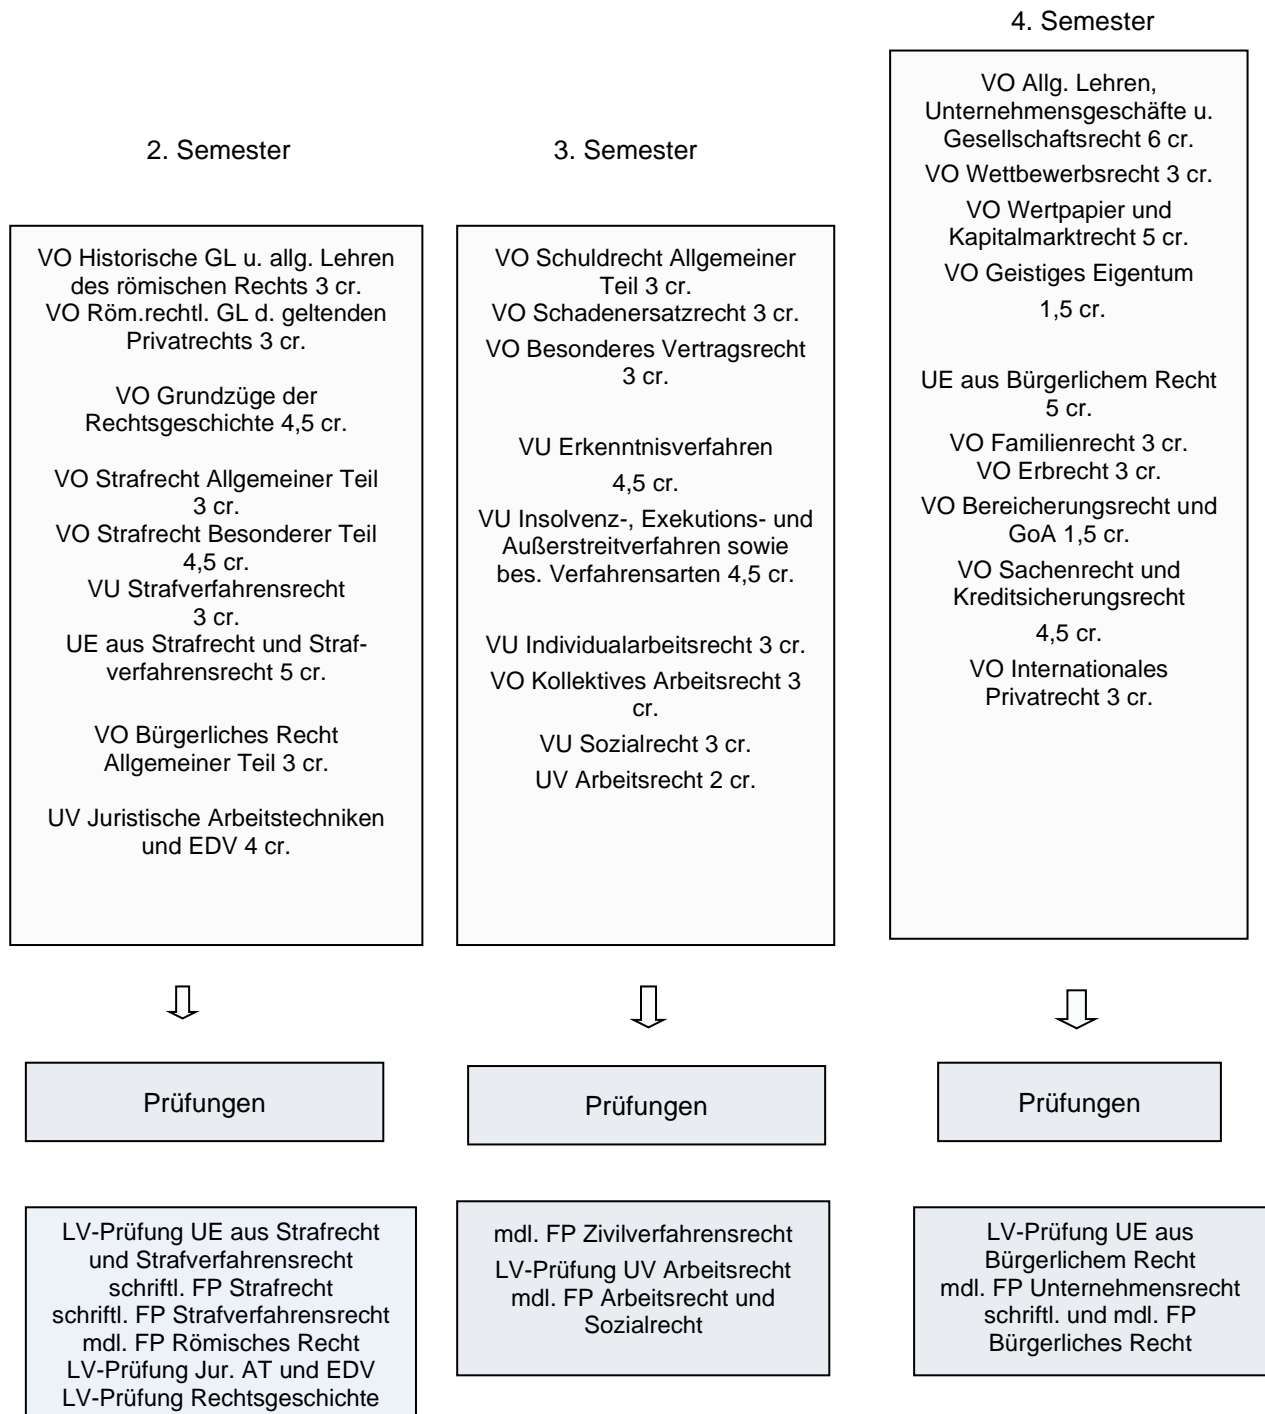 4. Semester
VO Allg. Lehren,
Unternehmensgeschäfte u.
Gesellschaftsrecht 6 cr.
VO Wettbewerbsrecht 3 cr.
VO Wertpapier und
Kapitalmarktrecht 5 cr.
VO Geistiges Eigentum
1,5 cr.
UE aus Bürgerlichem Recht
5 cr.
VO Familienrecht 3 cr.
VO Erbrecht 3 cr.
VO Bereicherungsrecht und
GoA 1,5 cr.
VO Sachenrecht und
Kreditsicherungsrecht
4,5 cr.
VO Internationales
Privatrecht 3 cr.
2. Semester
VO Historische GL u. allg. Lehren
des römischen Rechts 3 cr.
VO Röm.rechtl. GL d. geltenden
Privatrechts 3 cr.
VO Grundzüge der
Rechtsgeschichte 4,5 cr.
VO Strafrecht Allgemeiner Teil
3 cr.
VO Strafrecht Besonderer Teil
4,5 cr.
VU Strafverfahrensrecht
3 cr.
UE aus Strafrecht und Straf-
verfahrensrecht 5 cr.
VO Bürgerliches Recht
Allgemeiner Teil 3 cr.
UV Juristische Arbeitstechniken
und EDV 4 cr.
3. Semester
VO Schuldrecht Allgemeiner
Teil 3 cr.
VO Schadenersatzrecht 3 cr.
VO Besonderes Vertragsrecht
3 cr.
VU Erkenntnisverfahren
4,5 cr.
VU Insolvenz-, Exekutions- und
Außerstreitverfahren sowie
bes. Verfahrensarten 4,5 cr.
VU Individualarbeitsrecht 3 cr.
VO Kollektives Arbeitsrecht 3
cr.
VU Sozialrecht 3 cr.
UV Arbeitsrecht 2 cr.
Prüfungen
Prüfungen
Prüfungen
LV-Prüfung UE aus Strafrecht
und Strafverfahrensrecht
schriftl. FP Strafrecht
schriftl. FP Strafverfahrensrecht
mdl. FP Römisches Recht
LV-Prüfung Jur. AT und EDV
LV-Prüfung Rechtsgeschichte
mdl. FP Zivilverfahrensrecht
LV-Prüfung UV Arbeitsrecht
mdl. FP Arbeitsrecht und
Sozialrecht
LV-Prüfung UE aus
Bürgerlichem Recht
mdl. FP Unternehmensrecht
schriftl. und mdl. FP
Bürgerliches Recht